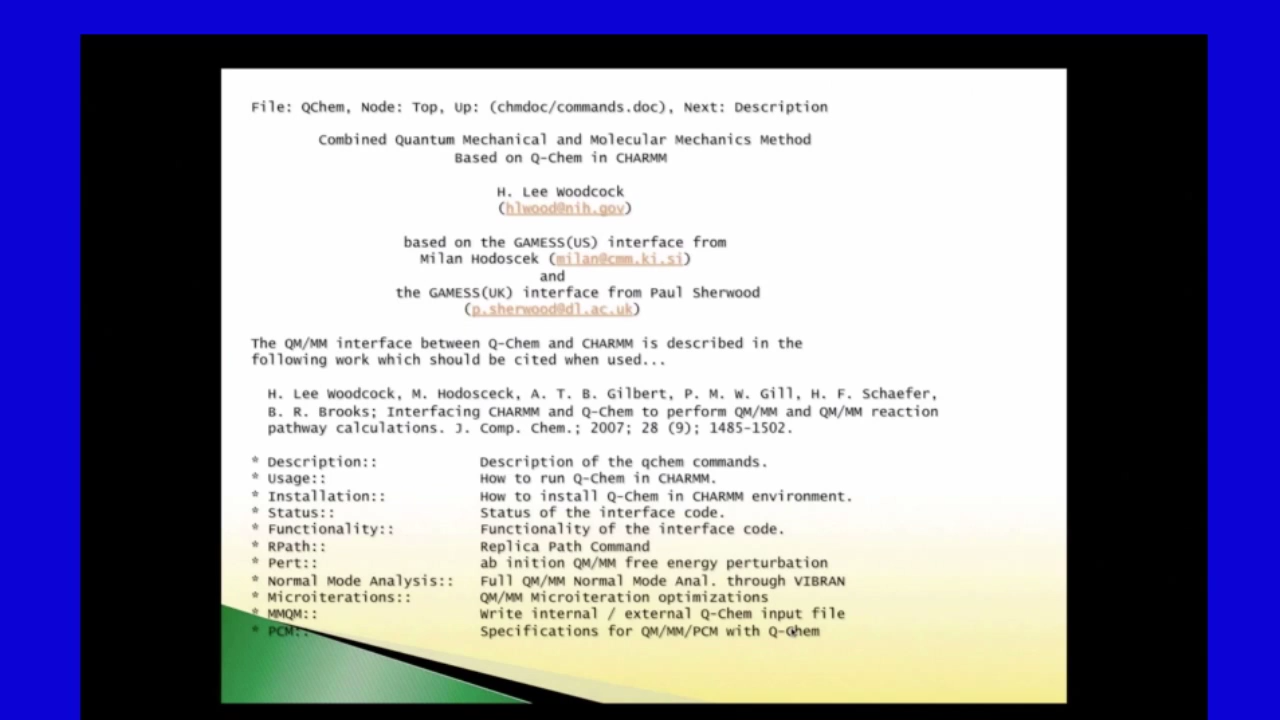 File: QChem, Node: Top, Up: (chmdoc/commands.doc), Next: Description
Combined Quantum Mechanical and Molecular Mechanics Method
Based on Q-Chem in CHARMM
H. Lee Woodcock
(hlwood@nih.gov)
based on the GAMESS(US) interface from
Milan Hodoscek (milan@cmm.ki.si)
and
the GAMESS(UK) interface from Paul Sherwood
(p.sherwood@dl.ac.uk)
The QM/MM interface between Q-Chem and CHARMM is described in the
following work which should be cited when used...
H. Lee Woodcock, M. Hodosceck, A. T. B. Gilbert, P. M. W. Gill, H. F. Schaefer,
B. R. Brooks; Interfacing CHARMM and Q-Chem to perform QM/MM and QM/MM reaction
pathway calculations. J. Comp. Chem.; 2007; 28 (9); 1485-1502.
* Description:: Description of the qchem commands.
* Usage:: How to run Q-Chem in CHARMM.
* Installation:: How to install Q-Chem in CHARMM environment.
* Status:: Status of the interface code.
* Functionality:: Functionality of the interface code.
* RPath:: Replica Path Command
* Pert:: ab inition QM/MM free energy perturbation
* Normal Mode Analysis:: Full QM/MM Normal Mode Anal. through VIBRAN
* Microiterations:: QM/MM Microiteration optimizations
* MMQM:: Write internal / external Q-Chem input file
* PCM:: Specifications for QM/MM/PCM with Q-Chem